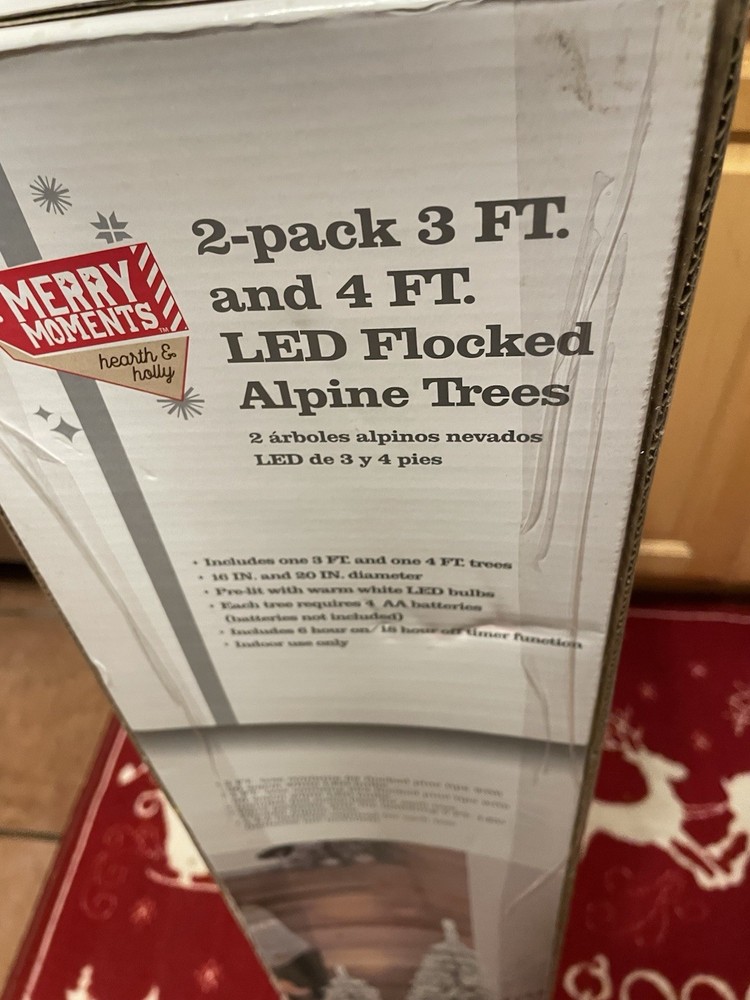 MERRY
MOMENTS™
hearth &
holly
2-pack 3 FT.
and 4 FT.
LED Flocked
Alpine Trees
2 árboles alpinos nevados
LED de 3 y 4 pies
• Includes one 3 FT. and one 4 FT. trees
• 16 IN. and 20 IN. diameter
• Pre-lit with warm white LED bulbs
• Each tree requires 4 AA batteries
(batteries not included)
• Includes 6 hour on/18 hour off timer function
• Indoor use only